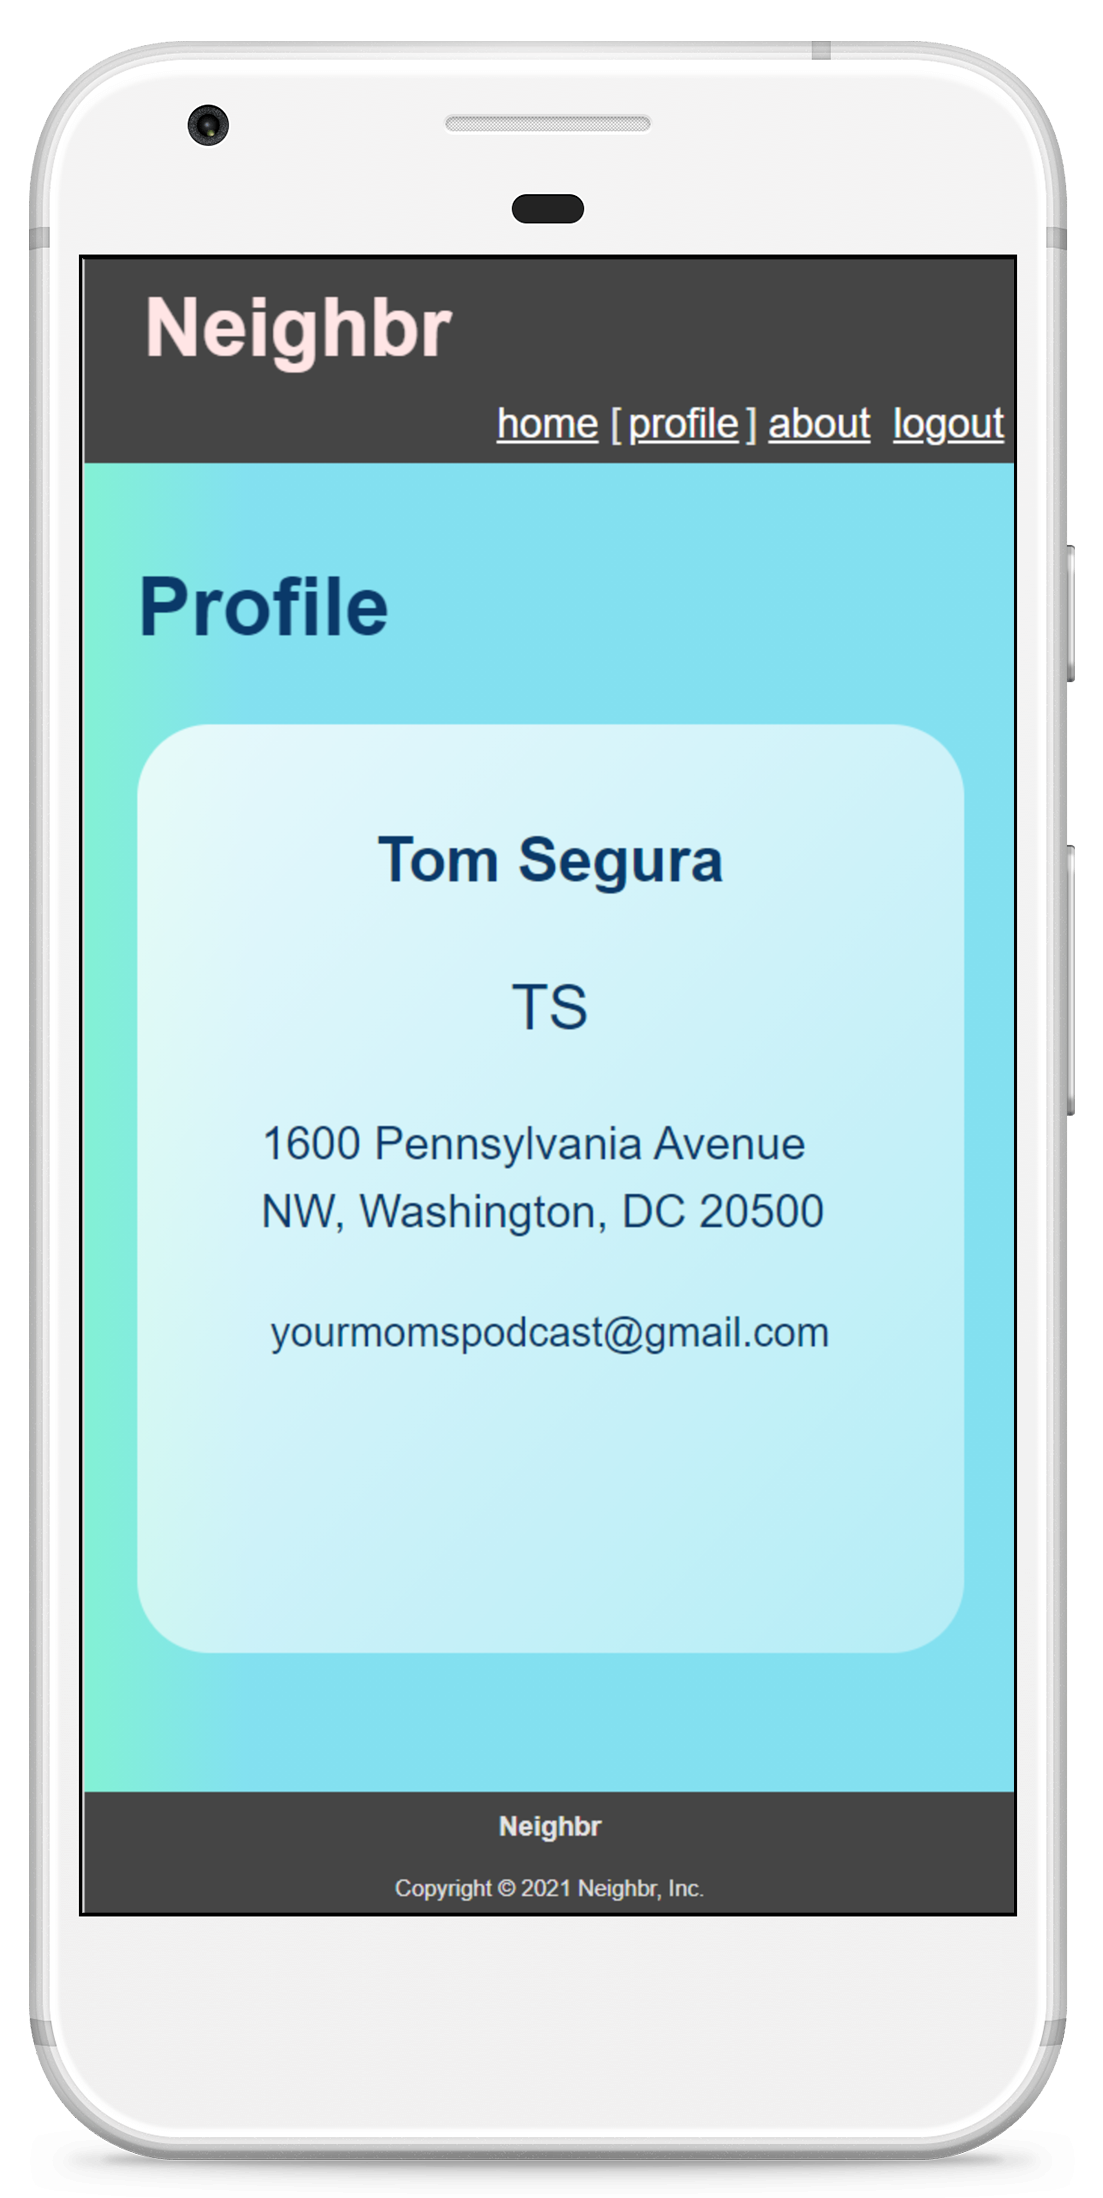 Neighbr
home [ profile ] about logout
Profile
Tom Segura
TS
1600 Pennsylvania Avenue
NW, Washington, DC 20500
yourmomspodcast@gmail.com
Neighbr
Copyright © 2021 Neighbr, Inc.